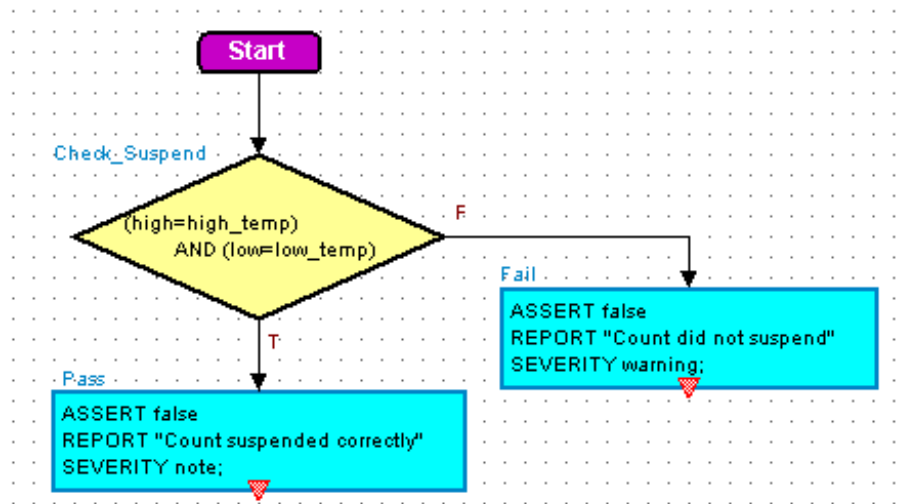 Start
Check_Suspend
(high=high_temp)
AND (low=low_temp)
F
T
Fail
ASSERT false
REPORT "Count did not suspend"
SEVERITY warning;
Pass
ASSERT false
REPORT "Count suspended correctly"
SEVERITY note;